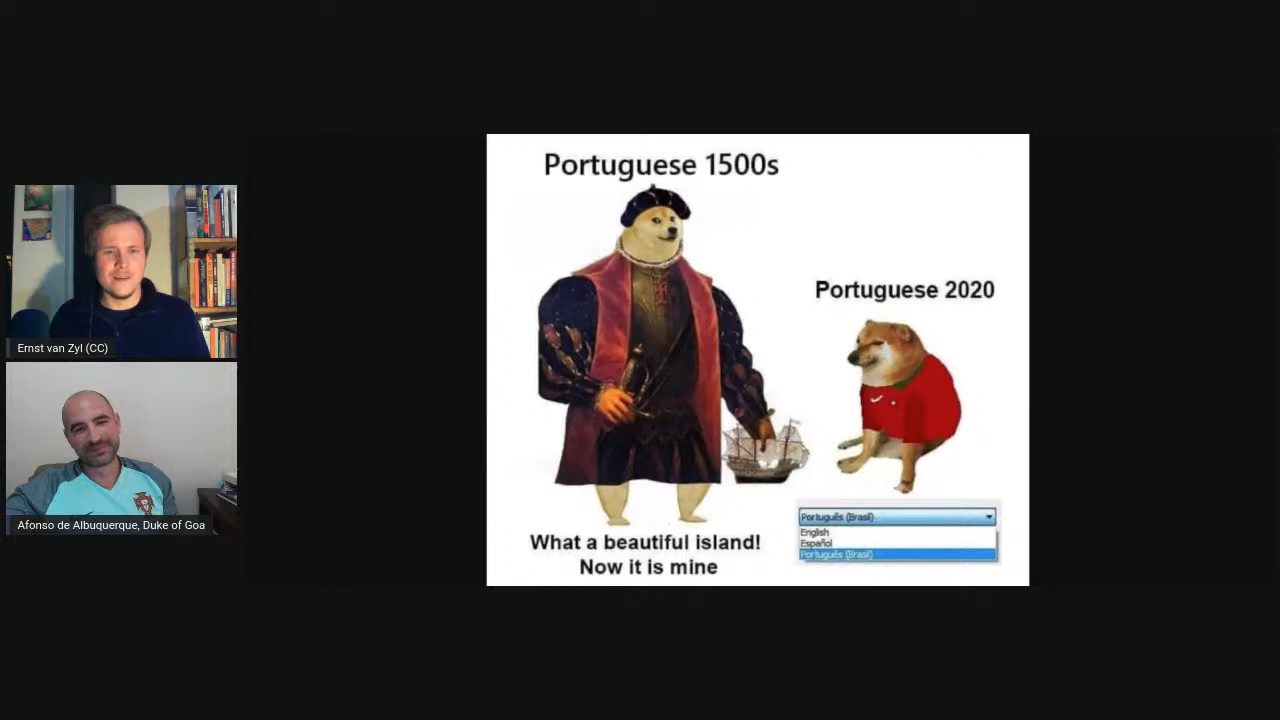 Portuguese 1500s
Portuguese 2020
What a beautiful island!
Now it is mine
Português (Brasil)
English
Español
Português (Brasil)
Ernst van Zyl (CC)
Afonso de Albuquerque, Duke of Goa